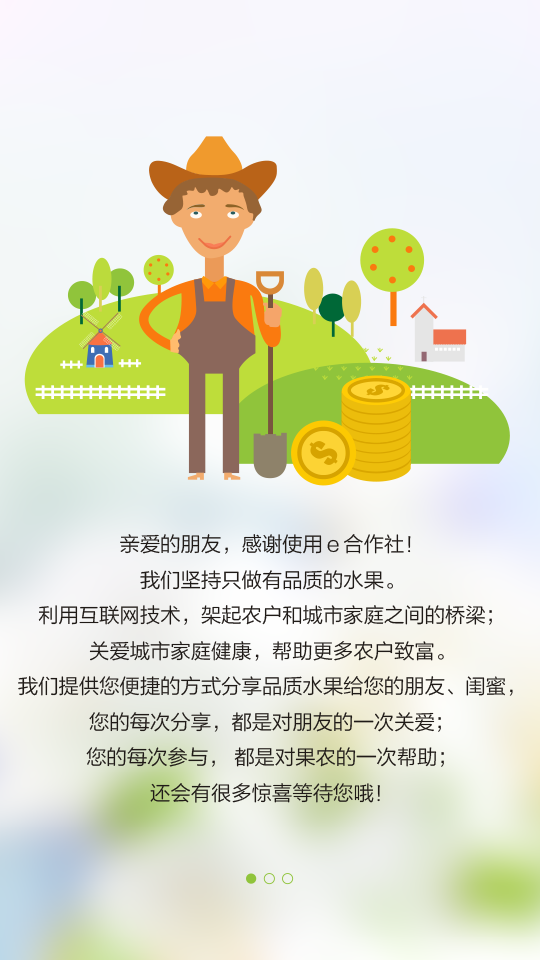 亲爱的朋友，感谢使用e合作社！
我们坚持只做有品质的水果。
利用互联网技术，架起农户和城市家庭之间的桥梁；
关爱城市家庭健康，帮助更多农户致富。
我们提供您便捷的方式分享品质水果给您的朋友、闺蜜，
您的每次分享，都是对朋友的一次关爱；
您的每次参与， 都是对果农的一次帮助；
还会有很多惊喜等待您哦！